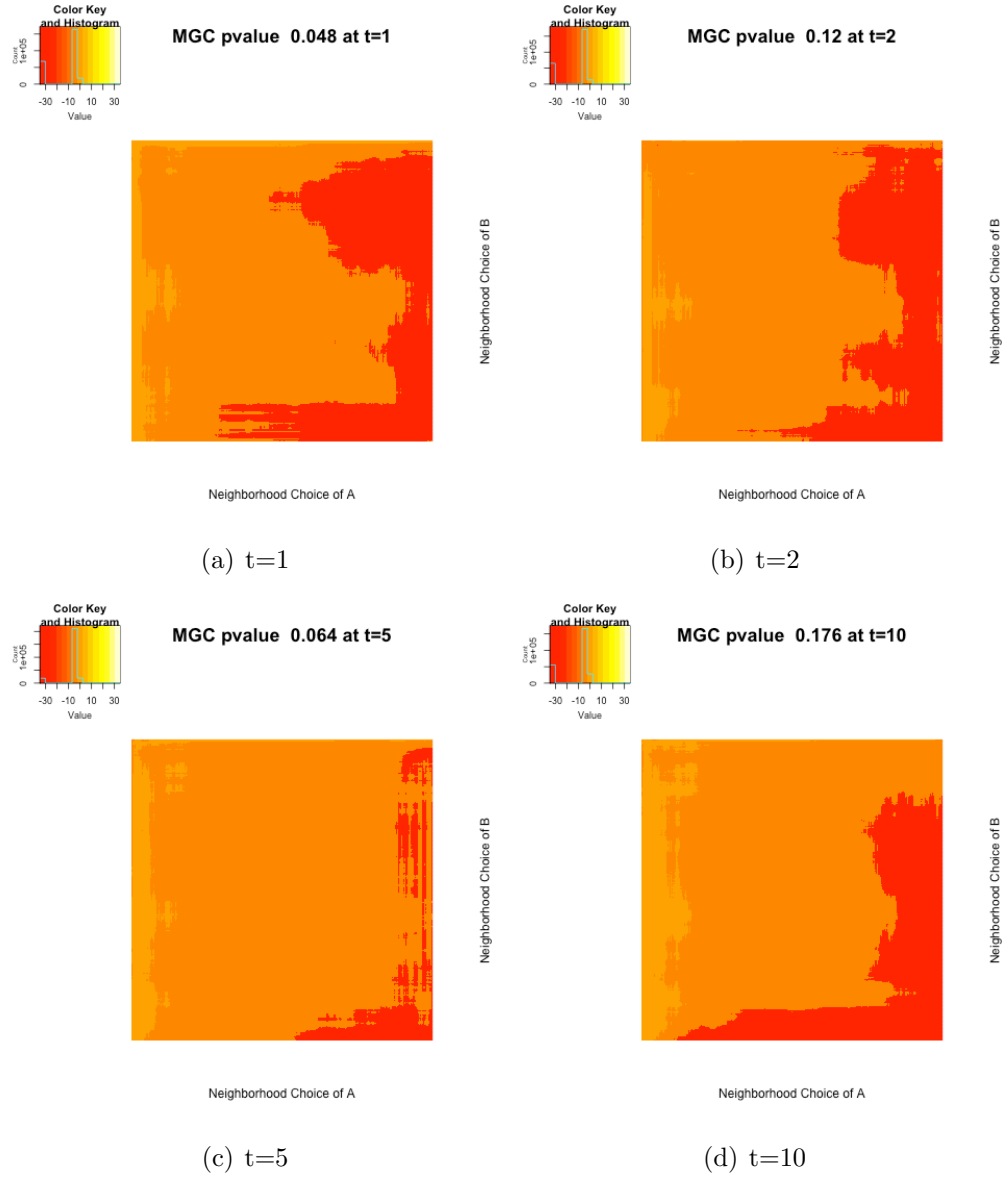 Color Key
and Histogram
MGC pvalue  0.048 at t=1
Count
0
1e+05
-30 -10 10 30
Value
Neighborhood Choice of B
Neighborhood Choice of A
(a) t=1
Color Key
and Histogram
MGC pvalue  0.12 at t=2
Count
0
1e+05
-30 -10 10 30
Value
Neighborhood Choice of B
Neighborhood Choice of A
(b) t=2
Color Key
and Histogram
MGC pvalue  0.064 at t=5
Count
0
1e+05
-30 -10 10 30
Value
Neighborhood Choice of B
Neighborhood Choice of A
(c) t=5
Color Key
and Histogram
MGC pvalue  0.176 at t=10
Count
0
1e+05
-30 -10 10 30
Value
Neighborhood Choice of B
Neighborhood Choice of A
(d) t=10